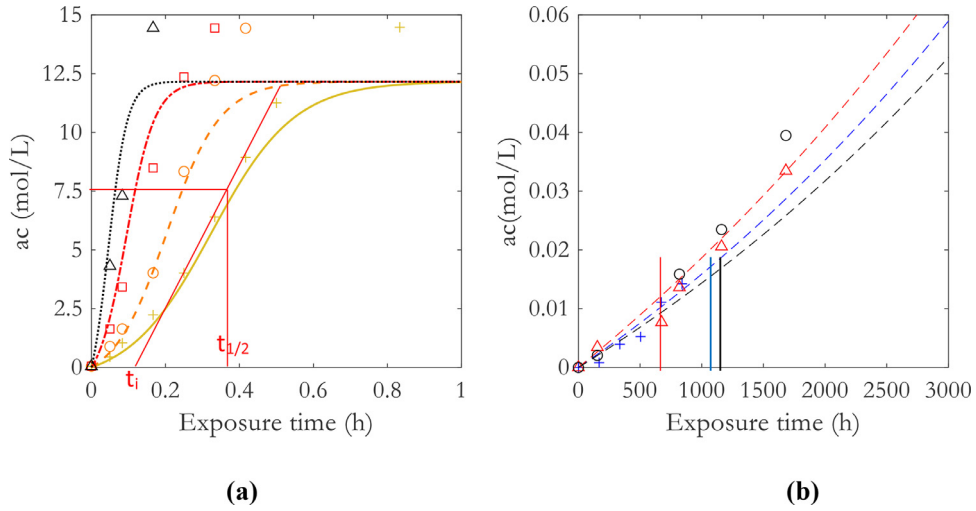 15
12.5
10
7.5
5
2.5
0
ac (mol/L)
t1/2
ti
0 0.2 0.4 0.6 0.8 1
Exposure time (h)
(a)
0.06
0.05
0.04
0.03
0.02
0.01
0
ac(mol/L)
0 500 1000 1500 2000 2500 3000
Exposure time (h)
(b)